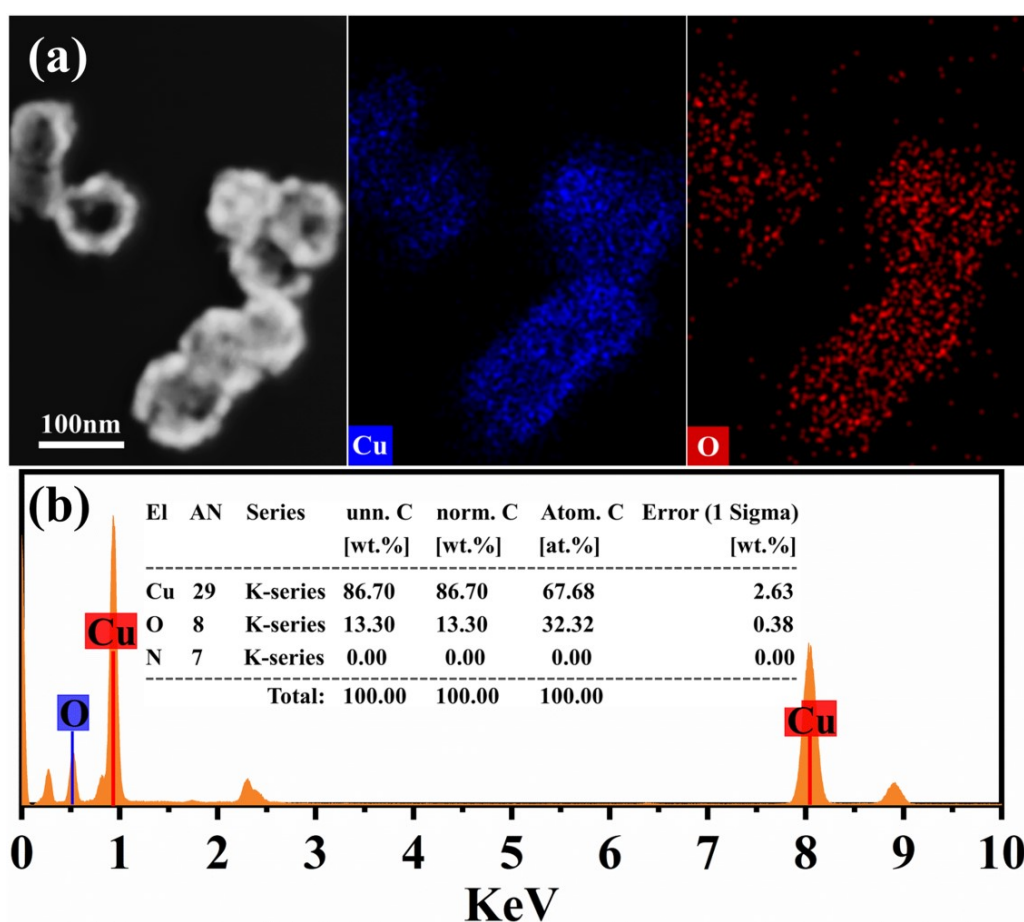 (a)
100nm
Cu
O
(b)
El AN Series unn. C norm. C Atom. C Error (1 Sigma)
[wt.%] [wt.%] [at.%] [wt.%]
Cu 29 K-series 86.70 86.70 67.68 2.63
O 8 K-series 13.30 13.30 32.32 0.38
N 7 K-series 0.00 0.00 0.00 0.00
Total: 100.00 100.00 100.00
Cu
O
Cu
0 1 2 3 4 5 6 7 8 9 10
KeV